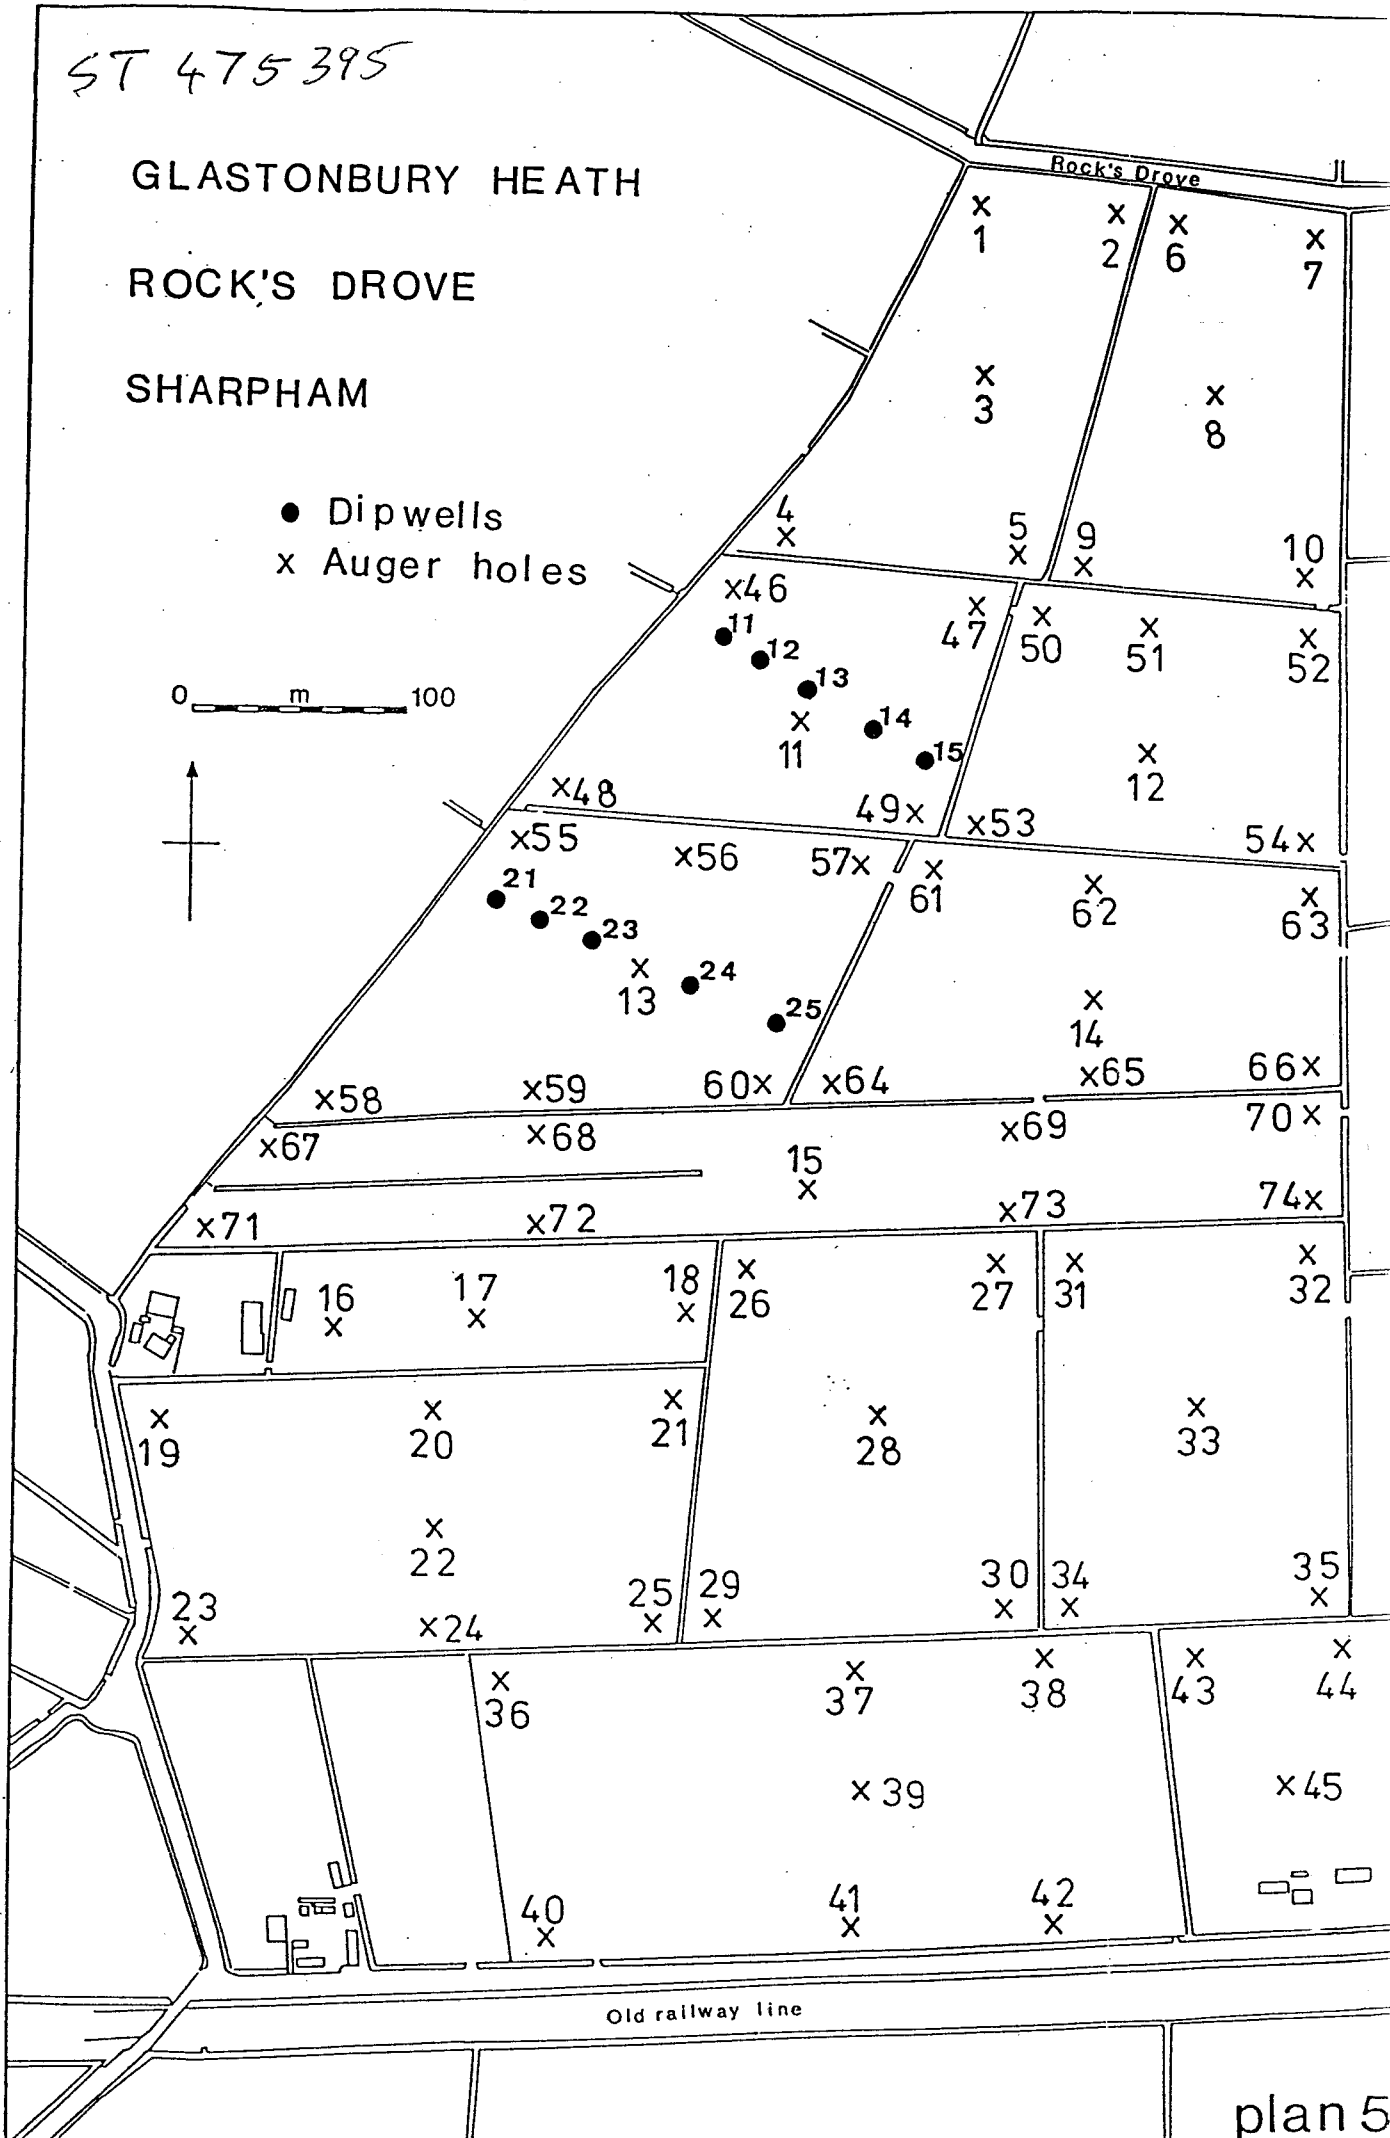 ST 475395
GLASTONBURY HEATH
ROCK'S DROVE
SHARPHAM
● Dipwells
x Auger holes
0 m 100
Rock's Drove
1
2
6
7
3
8
4
5
9
10
x46
47
50
51
52
11
12
13
14
15
11
12
x48
49x
x53
54x
x55
x56
57x
61
62
63
21
22
23
24
25
13
14
x58
x59
60x
x64
x65
66x
x67
x68
x69
70x
15
x71
x72
x73
74x
16
17
18
26
27
31
32
19
20
21
28
33
22
23
x24
25
29
30
34
35
36
37
38
43
44
x39
x45
40
41
42
Old railway line
plan 5